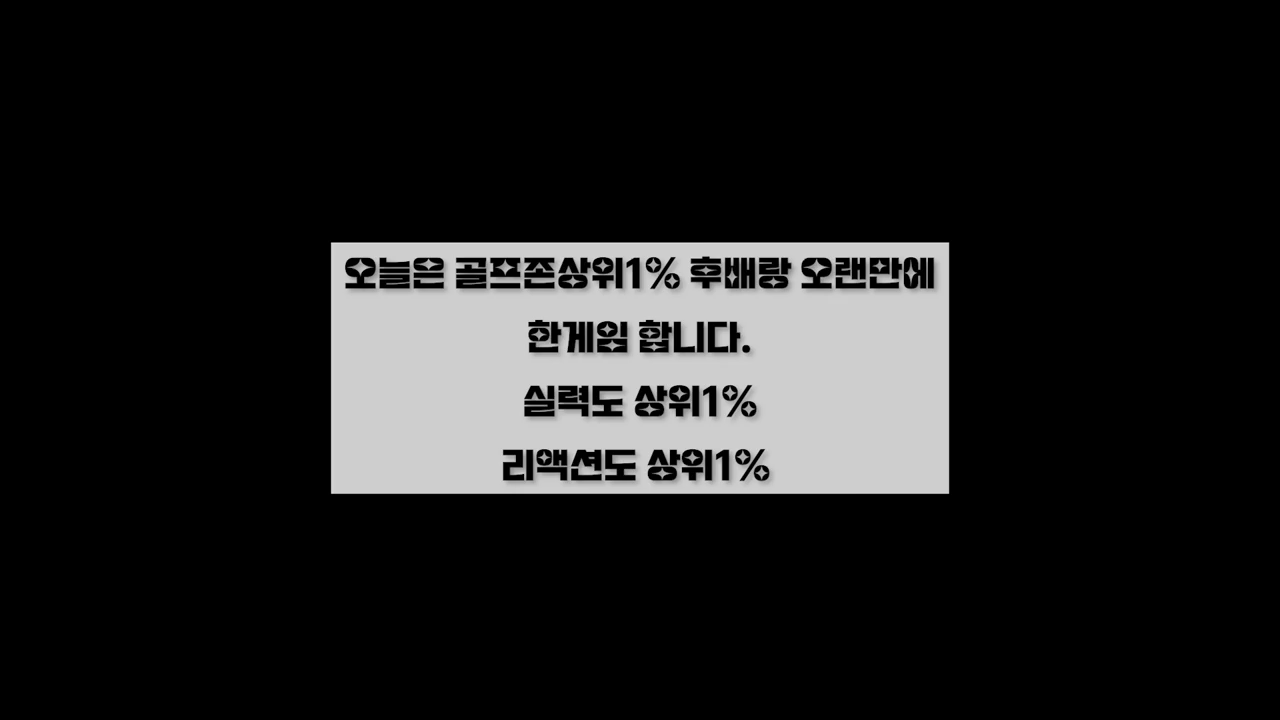 오늘은 골프존상위1% 후배랑 오랜만에
한게임 합니다.
실력도 상위1%
리액션도 상위1%